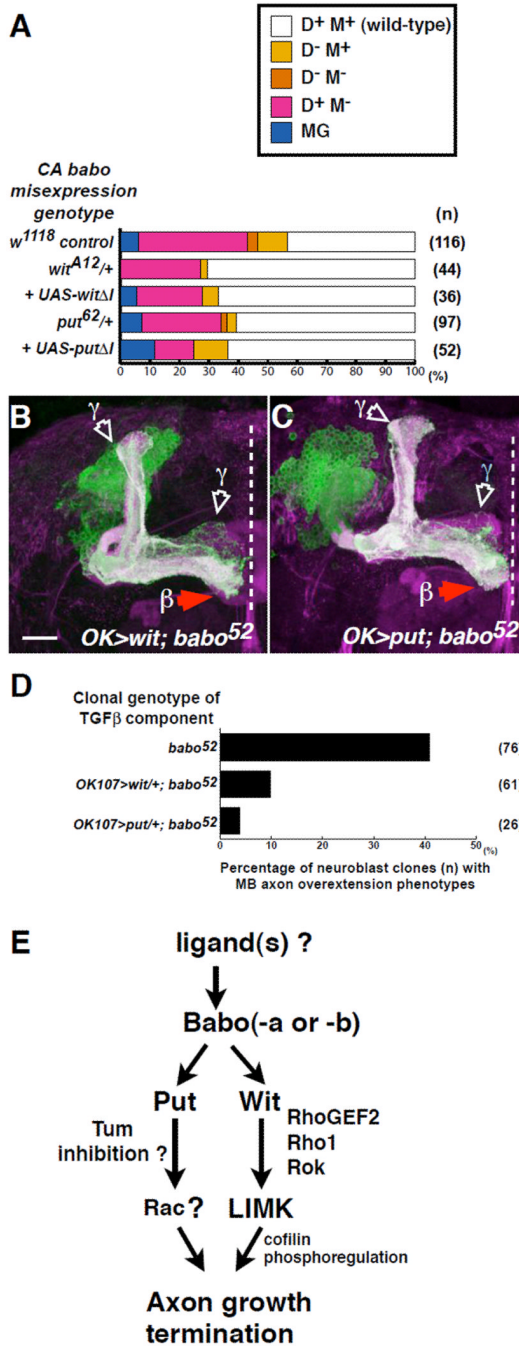 A
D+ M+ (wild-type)
D- M+
D- M-
D+ M-
MG
CA babo
misexpression
genotype
(n)
w1118 control (116)
witA12/+ (44)
+ UAS-witΔI (36)
put62/+ (97)
+ UAS-putΔI (52)
0 10 20 30 40 50 60 70 80 90 100
(%)
B γ γ β OK>wit; babo52
C γ γ β OK>put; babo52
D
Clonal genotype of
TGFβ component
babo52 (76
OK107>wit/+; babo52 (61
OK107>put/+; babo52 (26
0 10 20 30 40 50
(%)
Percentage of neuroblast clones (n) with
MB axon overextension phenotypes
E
ligand(s) ?
Babo(-a or -b)
Put Wit
Tum
inhibition ?
RhoGEF2
Rho1
Rok
Rac? LIMK
cofilin
phosphoregulation
Axon growth
termination